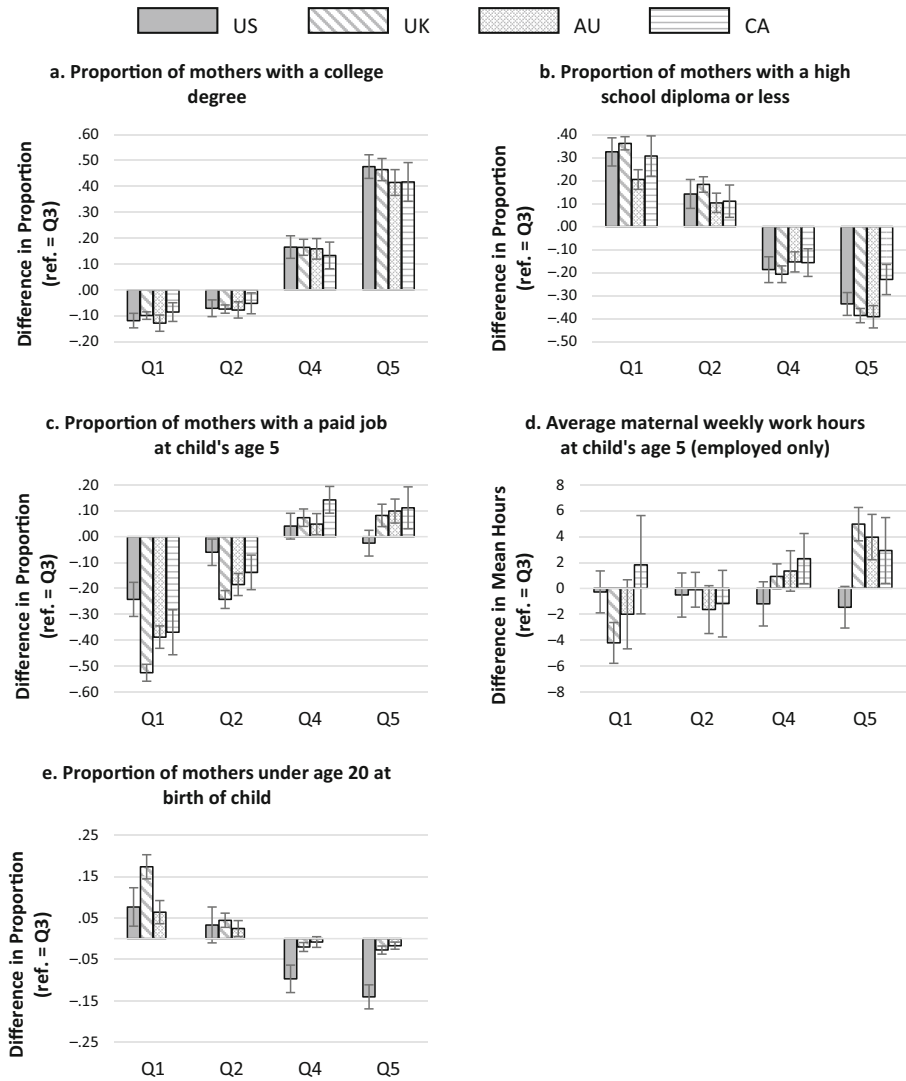 US UK AU CA
a. Proportion of mothers with a college
degree
Difference in Proportion
(ref. = Q3)
.60
.50
.40
.30
.20
.10
.00
−.10
−.20
Q1 Q2 Q4 Q5
b. Proportion of mothers with a high
school diploma or less
Difference in Proportion
(ref. = Q3)
.40
.30
.20
.10
.00
−.10
−.20
−.30
−.40
−.50
Q1 Q2 Q4 Q5
c. Proportion of mothers with a paid job
at child's age 5
Difference in Proportion
(ref. = Q3)
.20
.10
.00
−.10
−.20
−.30
−.40
−.50
−.60
Q1 Q2 Q4 Q5
d. Average maternal weekly work hours
at child's age 5 (employed only)
Difference in Mean Hours
(ref. = Q3)
8
6
4
2
0
−2
−4
−6
−8
Q1 Q2 Q4 Q5
e. Proportion of mothers under age 20 at
birth of child
Difference in Proportion
(ref. = Q3)
.25
.15
.05
−.05
−.15
−.25
Q1 Q2 Q4 Q5